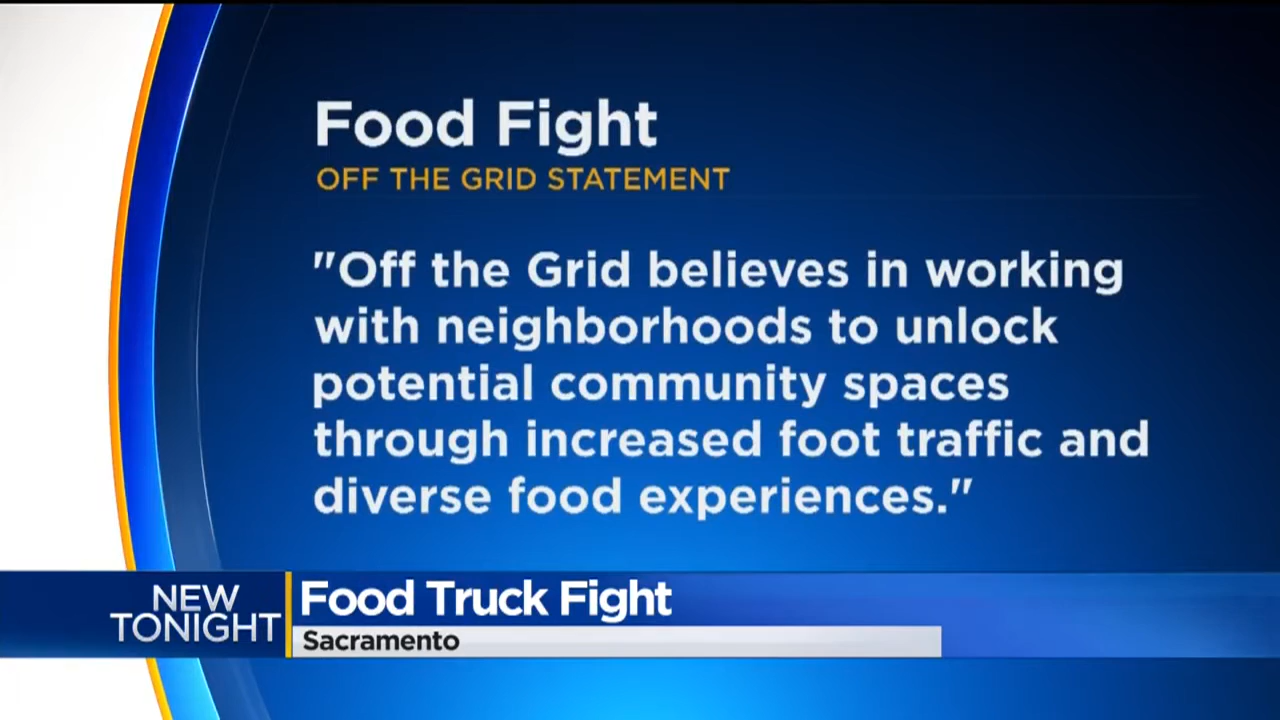 Food Fight
OFF THE GRID STATEMENT
"Off the Grid believes in working
with neighborhoods to unlock
potential community spaces
through increased foot traffic and
diverse food experiences."
NEW
TONIGHT
Food Truck Fight
Sacramento